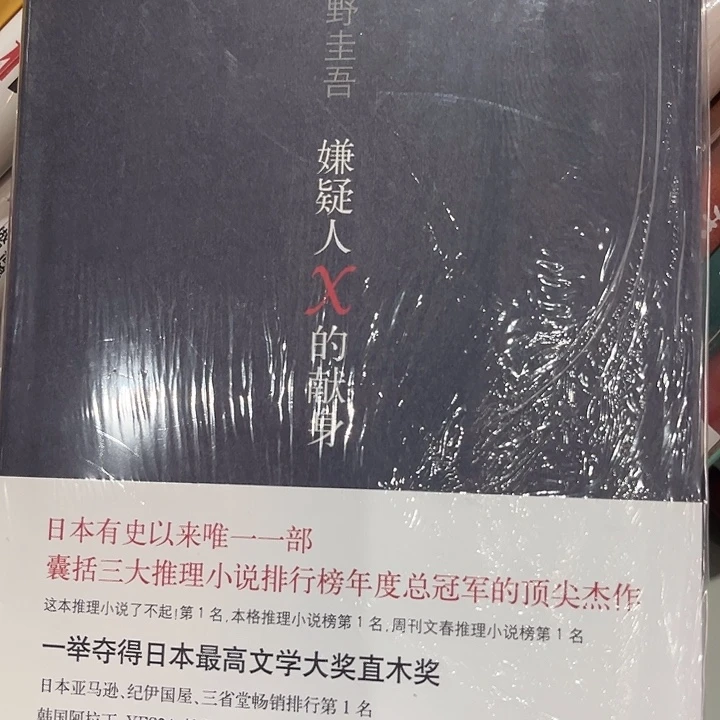 野圭吾
嫌疑人X的献身
日本有史以来唯一一部
囊括三大推理小说排行榜年度总冠军的顶尖杰作
这本推理小说了不起!第1名,本格推理小说榜第1名,周刊文春推理小说榜第1名
一举夺得日本最高文学大奖直木奖
日本亚马逊、纪伊国屋、三省堂畅销排行第1名